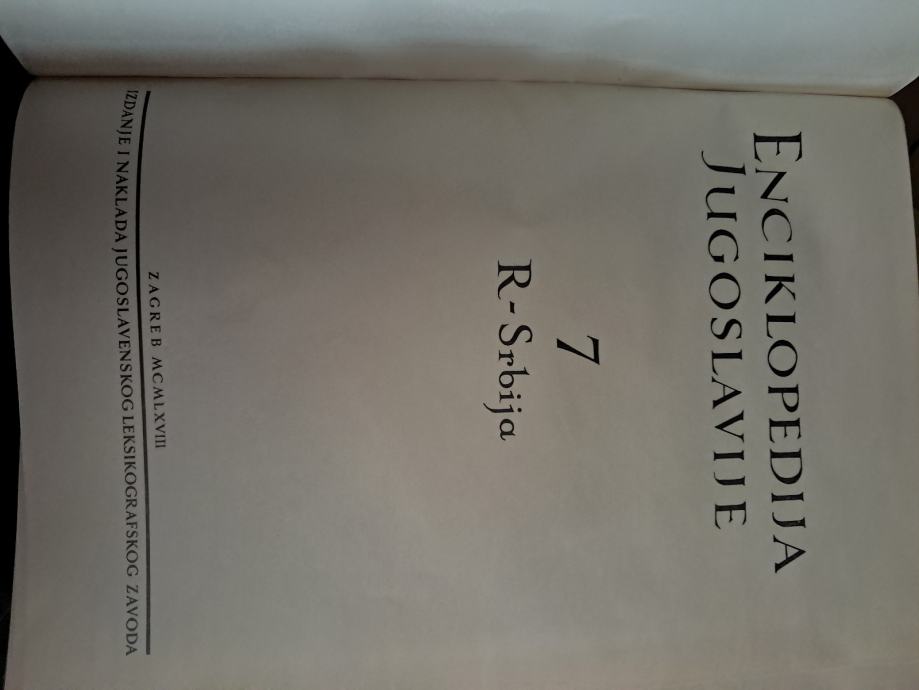 ENCIKLOPEDIJA
JUGOSLAVIJE
7
R-Srbija
ZAGREB MCMLXVIII
IZDANJE I NAKLADA JUGOSLAVENSKOG LEKSIKOGRAFSKOG ZAVODA